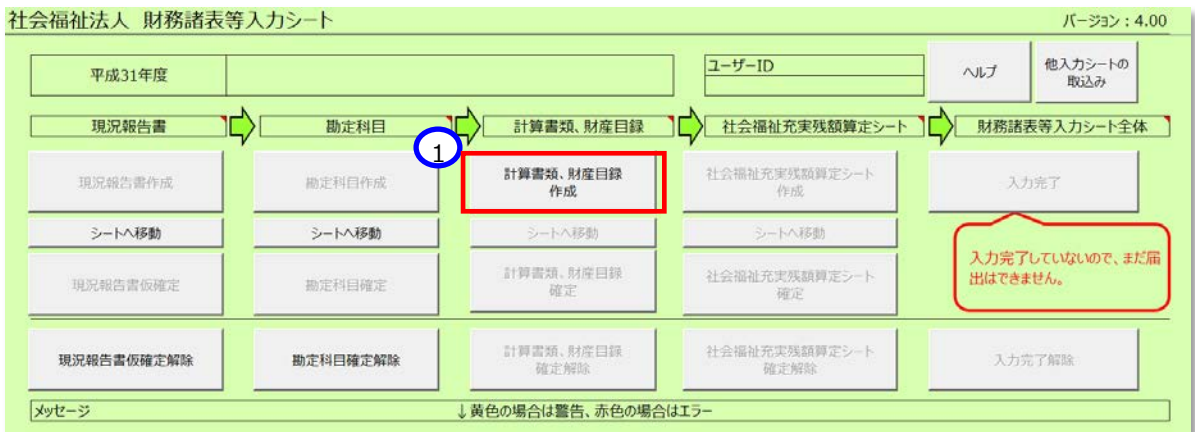 社会福祉法人 財務諸表等入力シート
バージョン：4.00
平成31年度
ユーザーID
ヘルプ
他入力シートの
取込み
現況報告書
勘定科目
計算書類、財産目録
社会福祉充実残額算定シート
財務諸表等入力シート全体
1
現況報告書作成
勘定科目作成
計算書類、財産目録
作成
社会福祉充実残額算定シート
作成
入力完了
シートへ移動
シートへ移動
シートへ移動
シートへ移動
入力完了していないので、まだ届
出はできません。
現況報告書仮確定
勘定科目確定
計算書類、財産目録
確定
社会福祉充実残額算定シート
確定
現況報告書仮確定解除
勘定科目確定解除
計算書類、財産目録
確定解除
社会福祉充実残額算定シート
確定解除
入力完了解除
メッセージ
↓黄色の場合は警告、赤色の場合はエラー